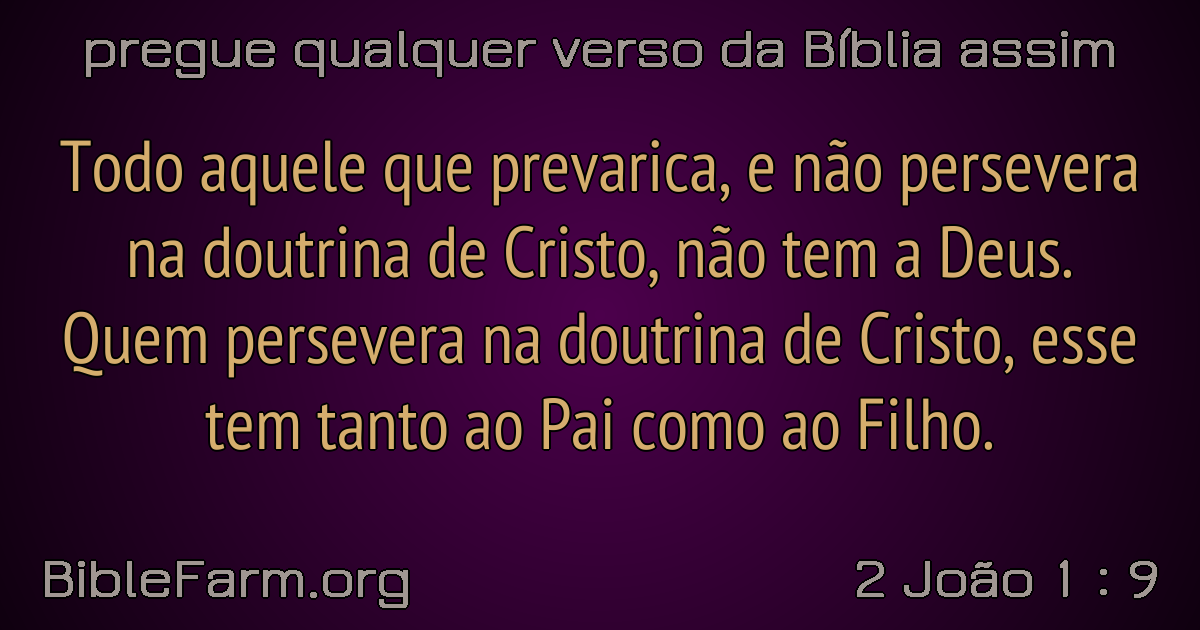 pregue qualquer verso da Bíblia assim
Todo aquele que prevarica, e não persevera
na doutrina de Cristo, não tem a Deus.
Quem persevera na doutrina de Cristo, esse
tem tanto ao Pai como ao Filho.
BibleFarm.org
2 João 1 : 9